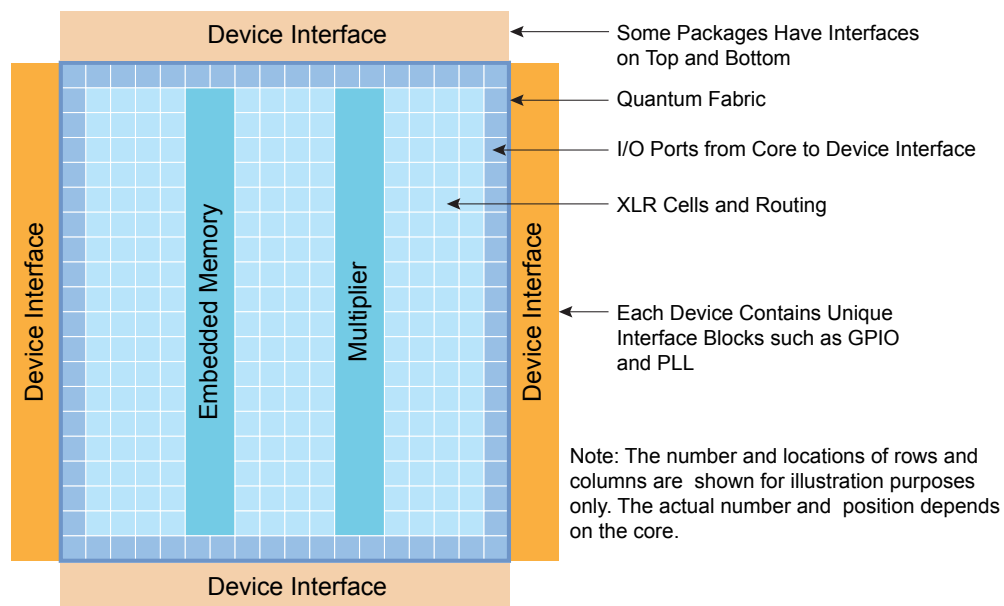 Device Interface
Some Packages Have Interfaces
on Top and Bottom
Quantum Fabric
I/O Ports from Core to Device Interface
XLR Cells and Routing
Device Interface
Embedded Memory
Multiplier
Device Interface
Each Device Contains Unique
Interface Blocks such as GPIO
and PLL
Note: The number and locations of rows and
columns are  shown for illustration purposes
only. The actual number and  position depends
on the core.
Device Interface